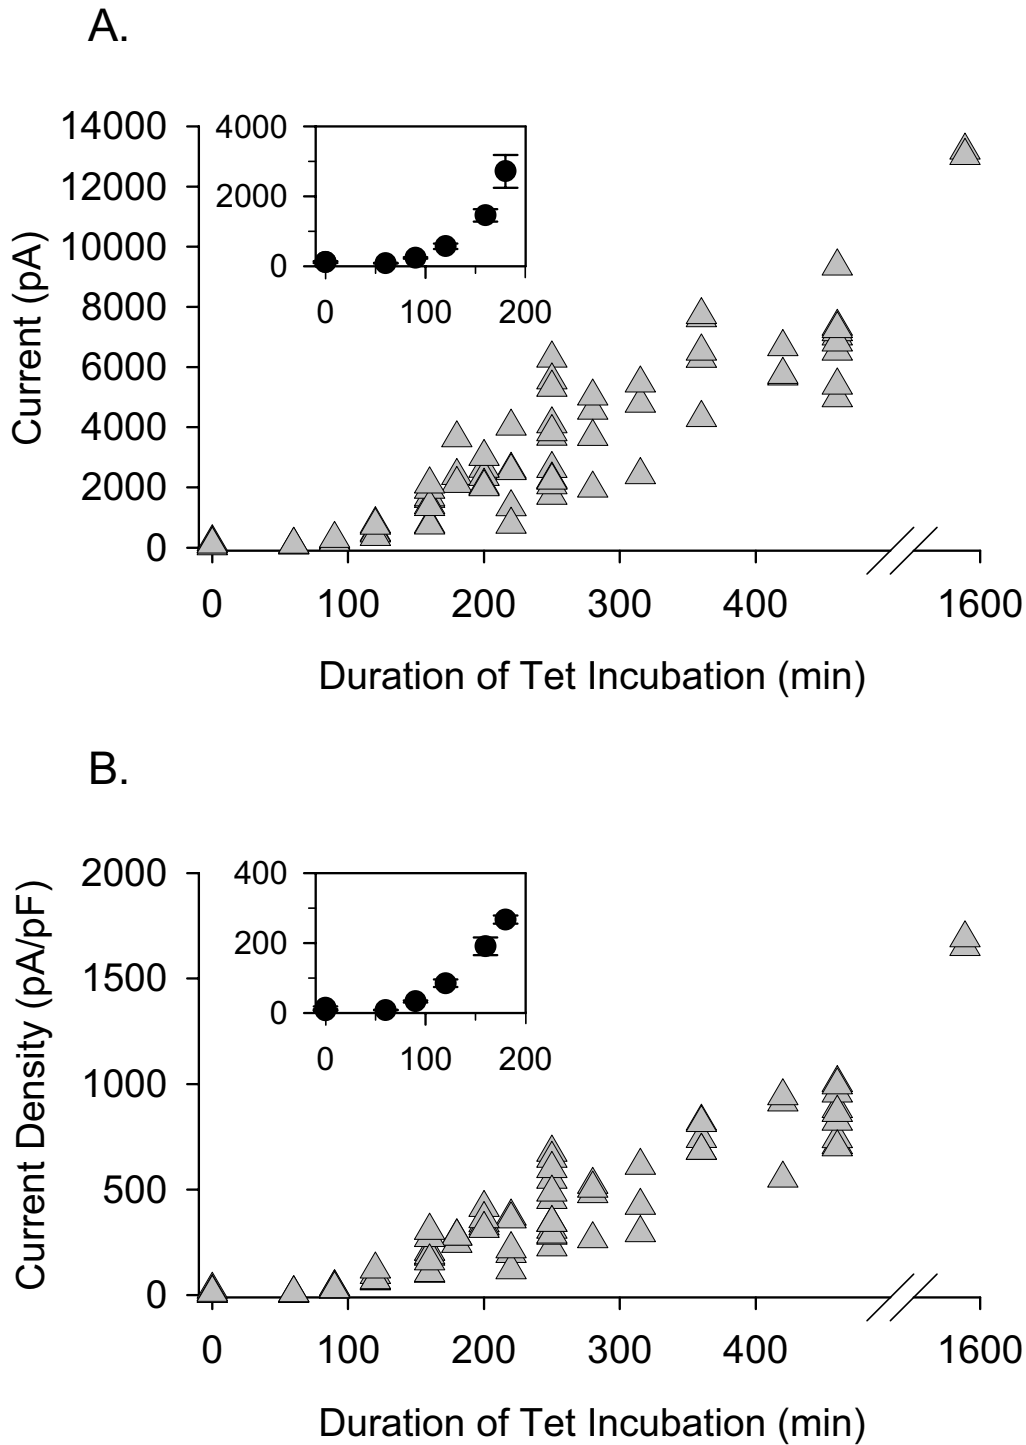 A.
Current (pA)
14000
12000
10000
8000
6000
4000
2000
0
4000
2000
0
0 100 200
0 100 200 300 400 1600
Duration of Tet Incubation (min)
B.
Current Density (pA/pF)
2000
1500
1000
500
0
400
200
0
0 100 200
0 100 200 300 400 1600
Duration of Tet Incubation (min)